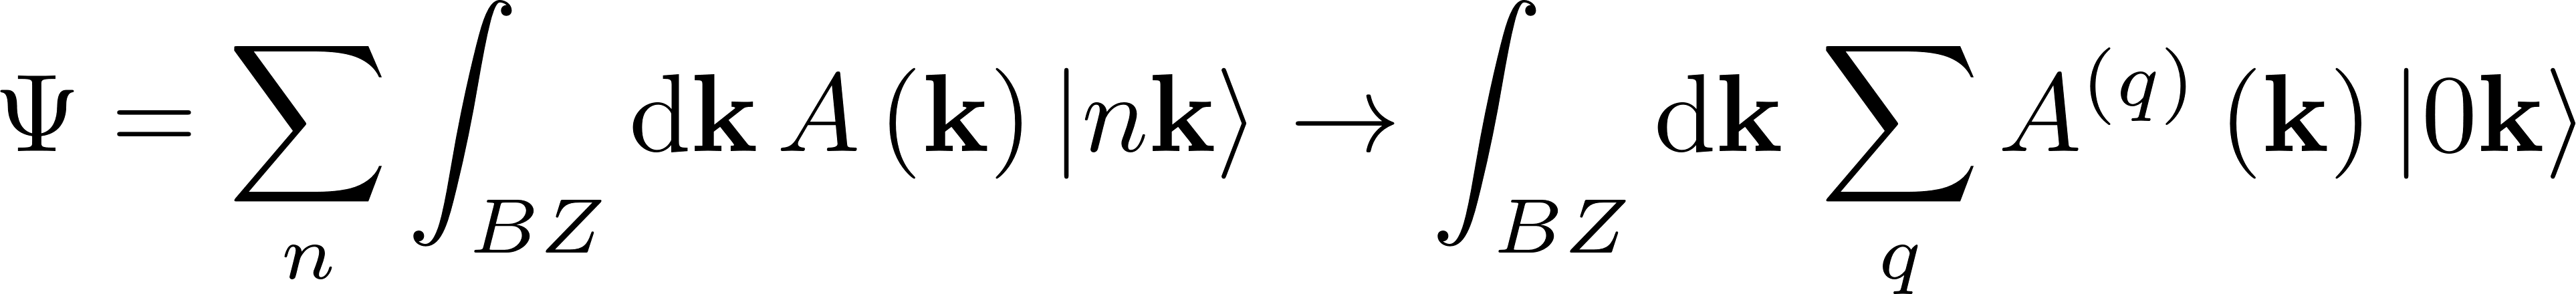 Ψ = ∑_n ∫_{BZ} d𝐤 A (𝐤) |n𝐤⟩ → ∫_{BZ} d𝐤 ∑_q A^{(q)} (𝐤) |0𝐤⟩